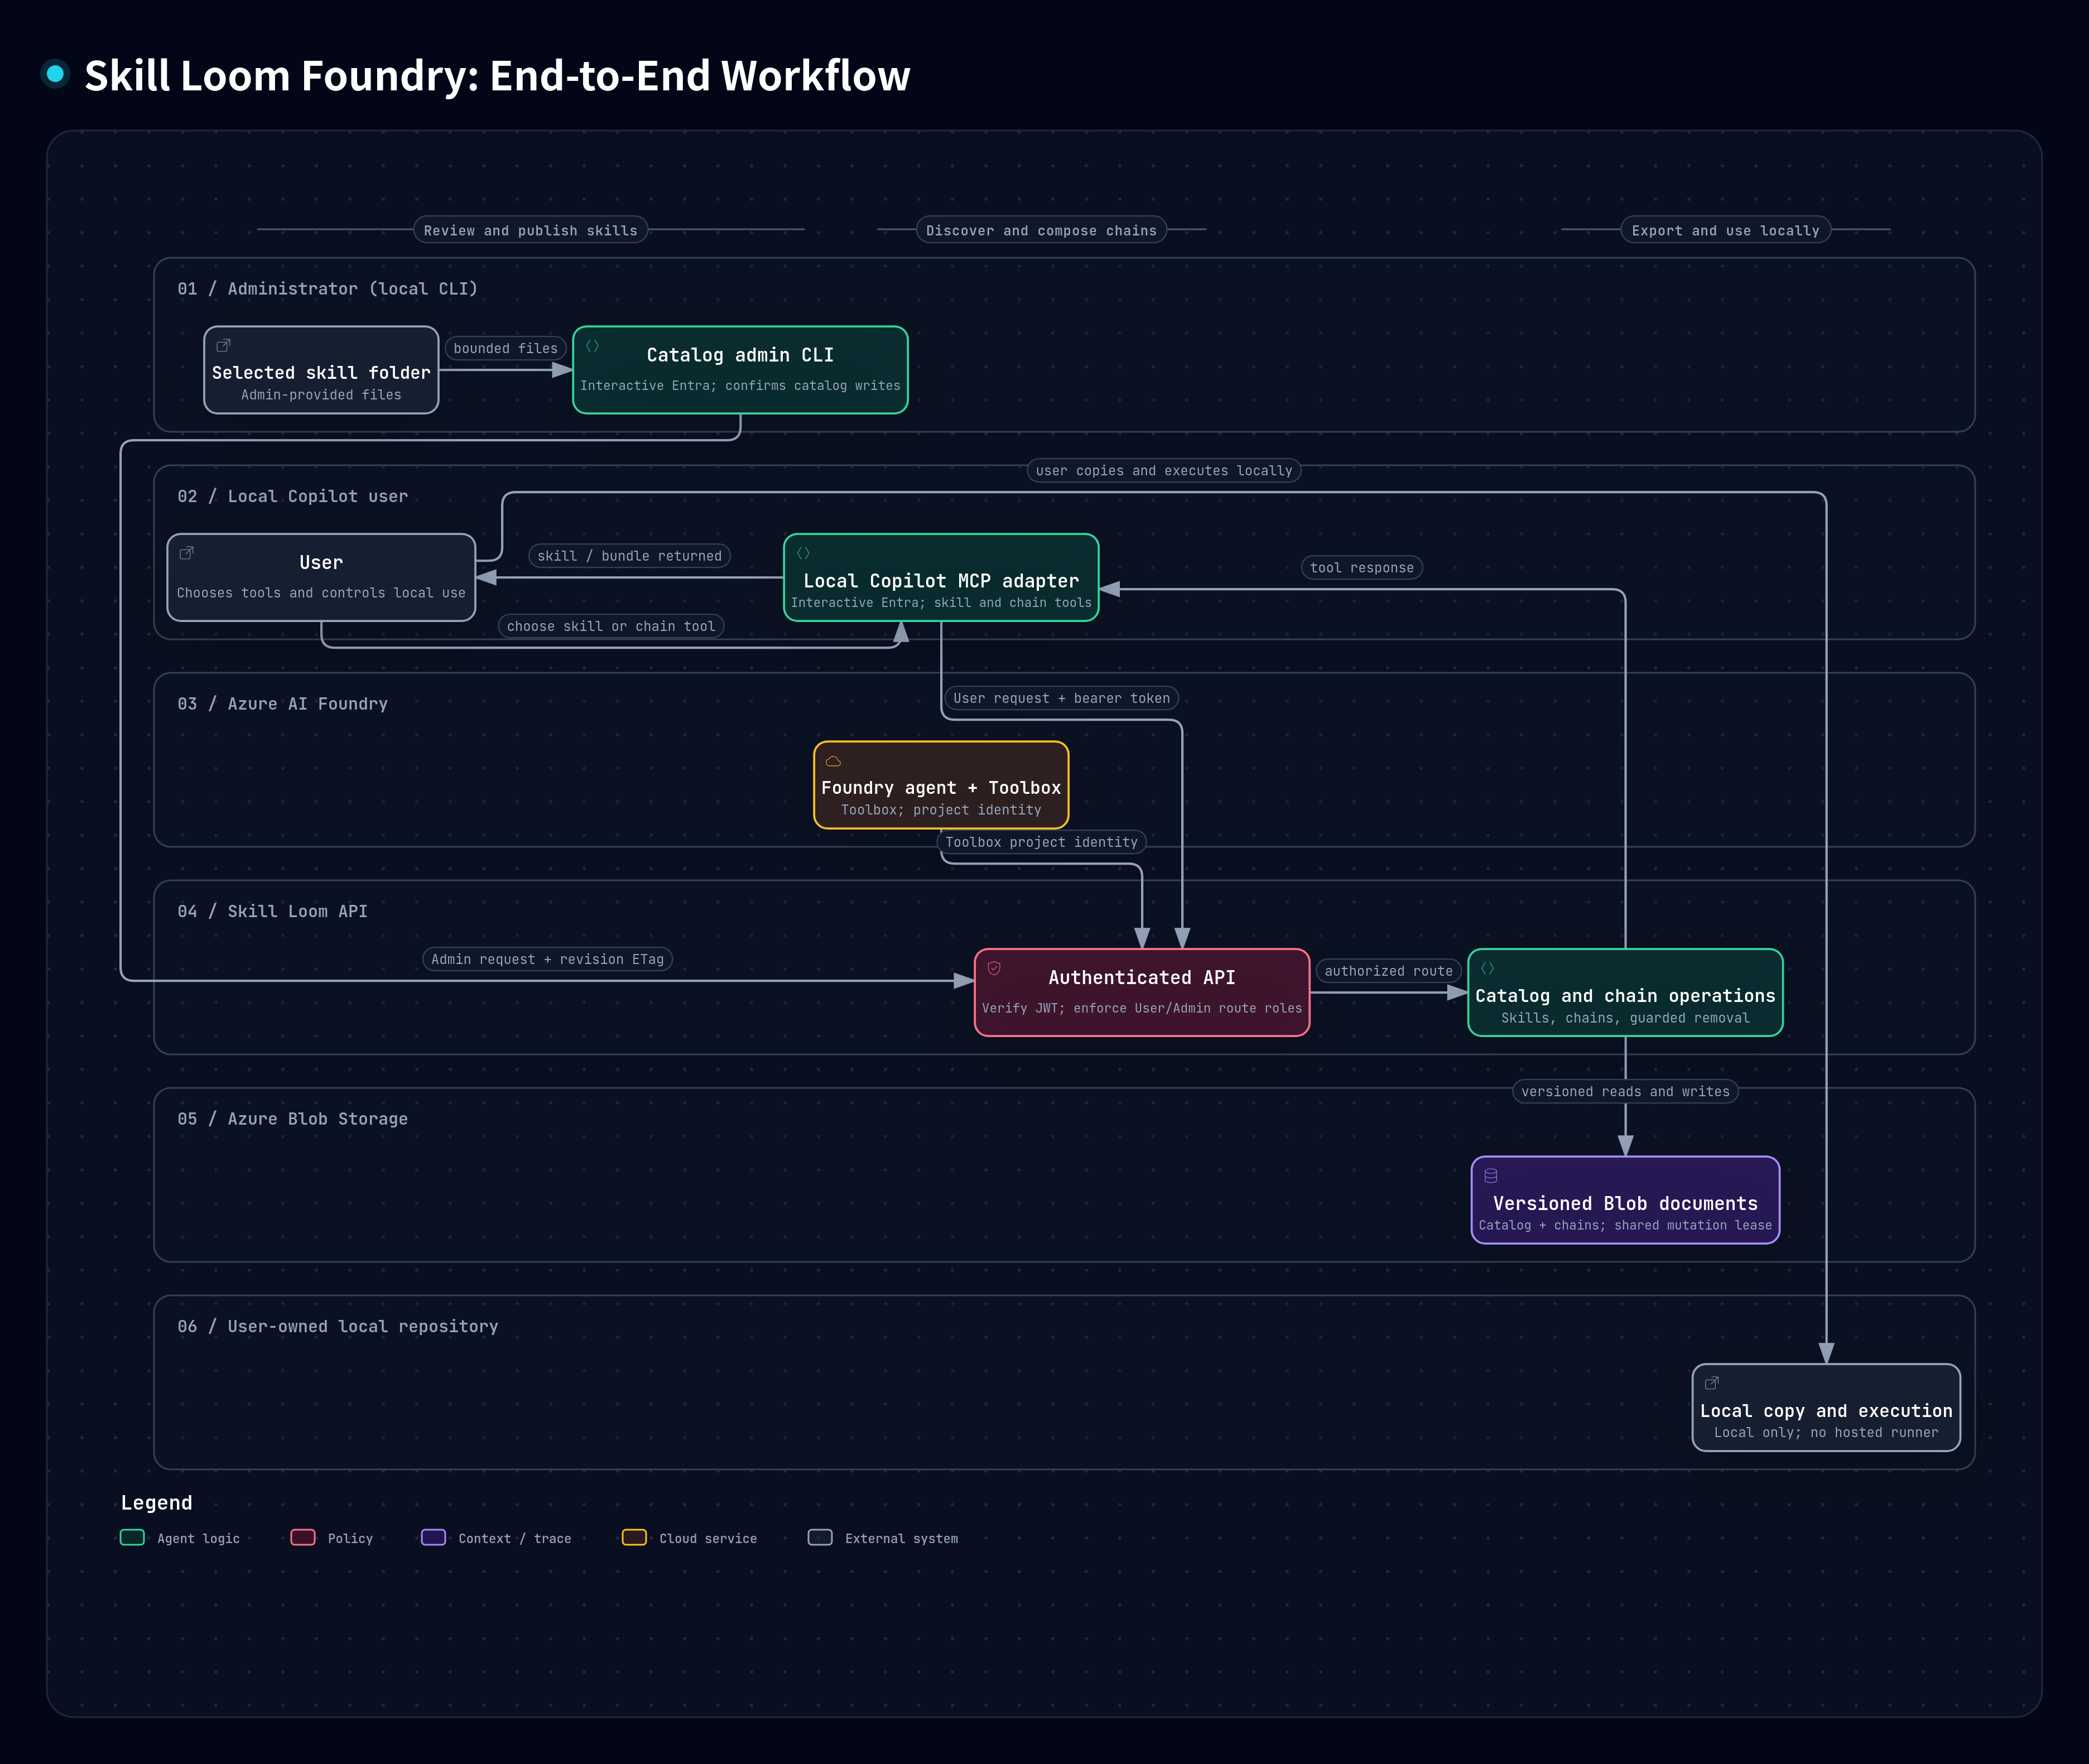 Skill Loom Foundry: End-to-End Workflow
Review and publish skills
Discover and compose chains
Export and use locally
01 / Administrator (local CLI)
Selected skill folder
Admin-provided files
bounded files
Catalog admin CLI
Interactive Entra; confirms catalog writes
user copies and executes locally
02 / Local Copilot user
User
Chooses tools and controls local use
skill / bundle returned
choose skill or chain tool
Local Copilot MCP adapter
Interactive Entra; skill and chain tools
tool response
03 / Azure AI Foundry
User request + bearer token
Foundry agent + Toolbox
Toolbox; project identity
Toolbox project identity
04 / Skill Loom API
Admin request + revision ETag
Authenticated API
Verify JWT; enforce User/Admin route roles
authorized route
Catalog and chain operations
Skills, chains, guarded removal
versioned reads and writes
05 / Azure Blob Storage
Versioned Blob documents
Catalog + chains; shared mutation lease
06 / User-owned local repository
Local copy and execution
Local only; no hosted runner
Legend
Agent logic
Policy
Context / trace
Cloud service
External system